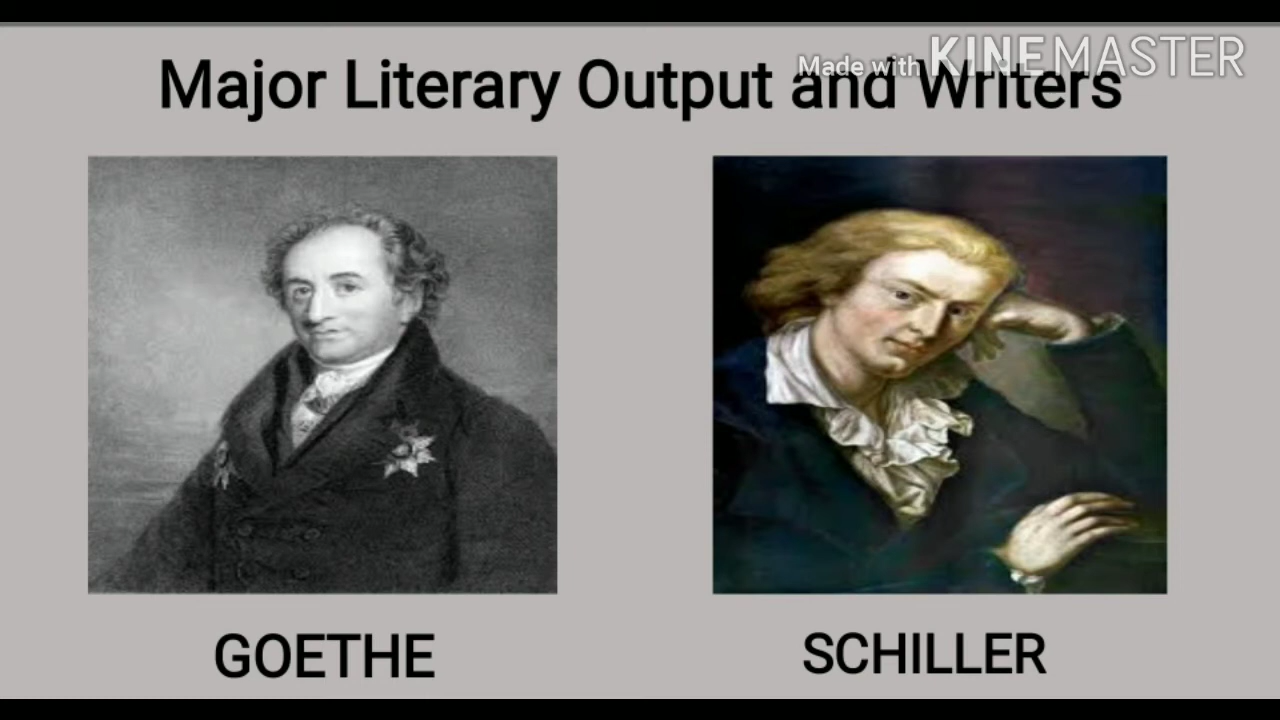 Major Literary Output and Writers
Made with KINEMASTER
GOETHE
SCHILLER